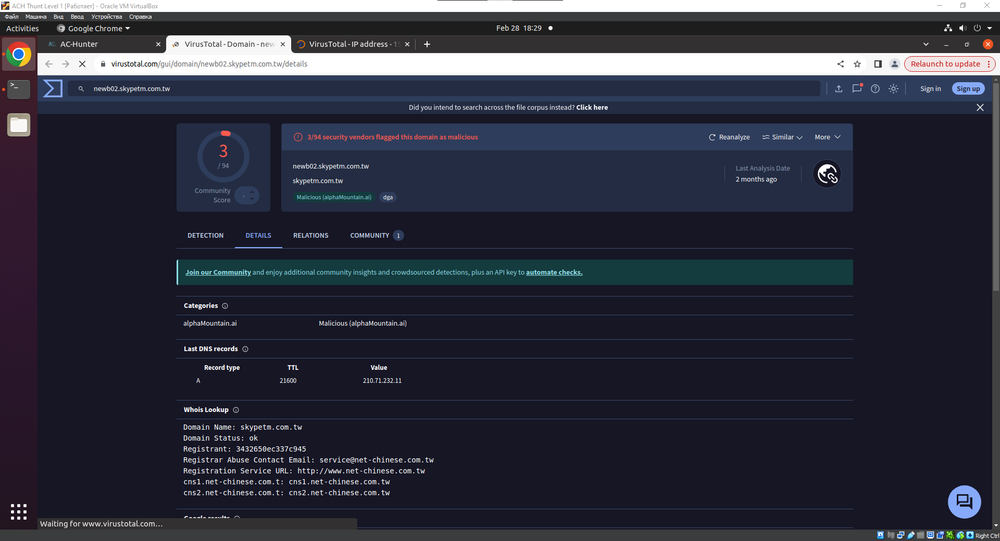 ACH Thunt Level 1 [Работает] - Oracle VM VirtualBox
Файл Машина Вид Ввод Устройства Справка
Activities Google Chrome Feb 28 18:29
AC-Hunter VirusTotal - Domain - new VirusTotal - IP address - 15
virustotal.com/gui/domain/newb02.skypetm.com.tw/details Relaunch to update
newb02.skypetm.com.tw Sign in Sign up
Did you intend to search across the file corpus instead? Click here
3
/ 94
Community
Score
3/94 security vendors flagged this domain as malicious Reanalyze Similar More
newb02.skypetm.com.tw
skypetm.com.tw
Malicious (alphaMountain.ai) dga
Last Analysis Date
2 months ago
DETECTION DETAILS RELATIONS COMMUNITY 1
Join our Community and enjoy additional community insights and crowdsourced detections, plus an API key to automate checks.
Categories
alphaMountain.ai Malicious (alphaMountain.ai)
Last DNS records
Record type TTL Value
A 21600 210.71.232.11
Whois Lookup
Domain Name: skypetm.com.tw
Domain Status: ok
Registrant: 3432650ec337c945
Registrar Abuse Contact Email: service@net-chinese.com.tw
Registration Service URL: http://www.net-chinese.com.tw
cns1.net-chinese.com.t: cns1.net-chinese.com.tw
cns2.net-chinese.com.t: cns2.net-chinese.com.tw
Google results
Waiting for www.virustotal.com...
Right Ctrl